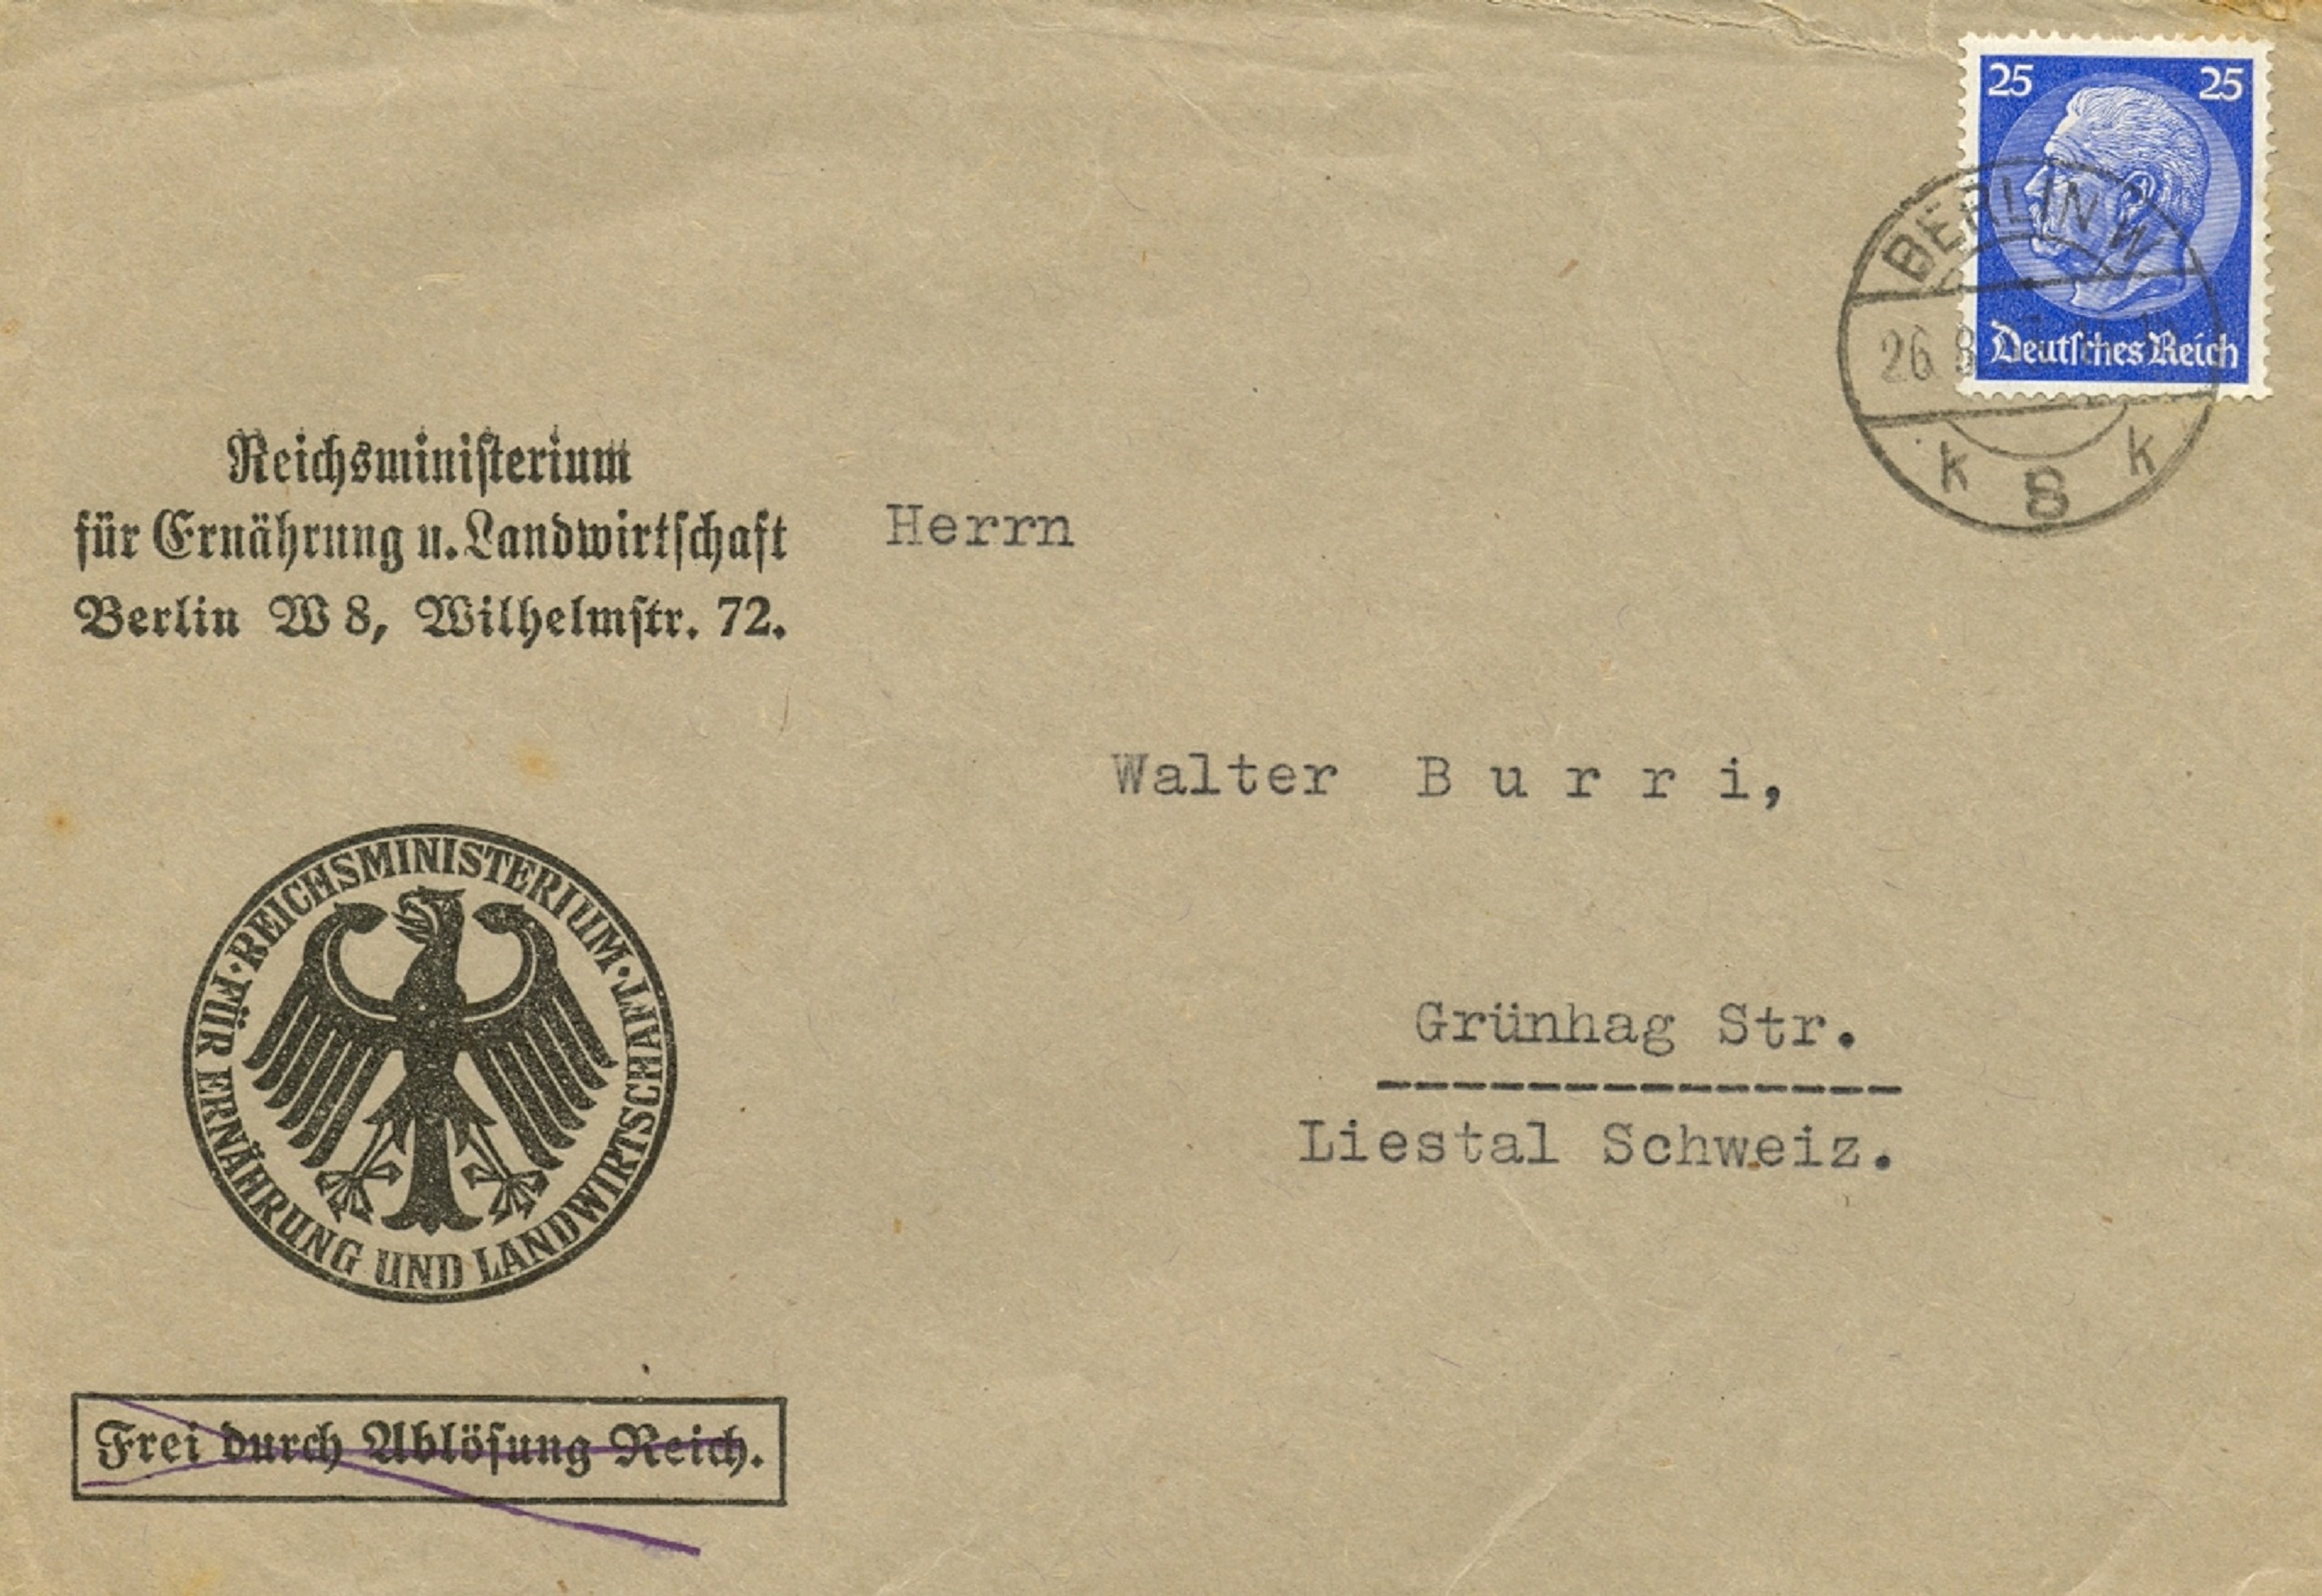 25 25
Deutsches Reich
BERLIN W
26.8
k 8 k
Reichsministerium
für Ernährung u. Landwirtschaft
Berlin W 8, Wilhelmstr. 72.
Herrn
Walter B u r r i,
Grünhag Str.
Liestal Schweiz.
· REICHSMINISTERIUM · FÜR ERNÄHRUNG UND LANDWIRTSCHAFT
Frei durch Ablösung Reich.